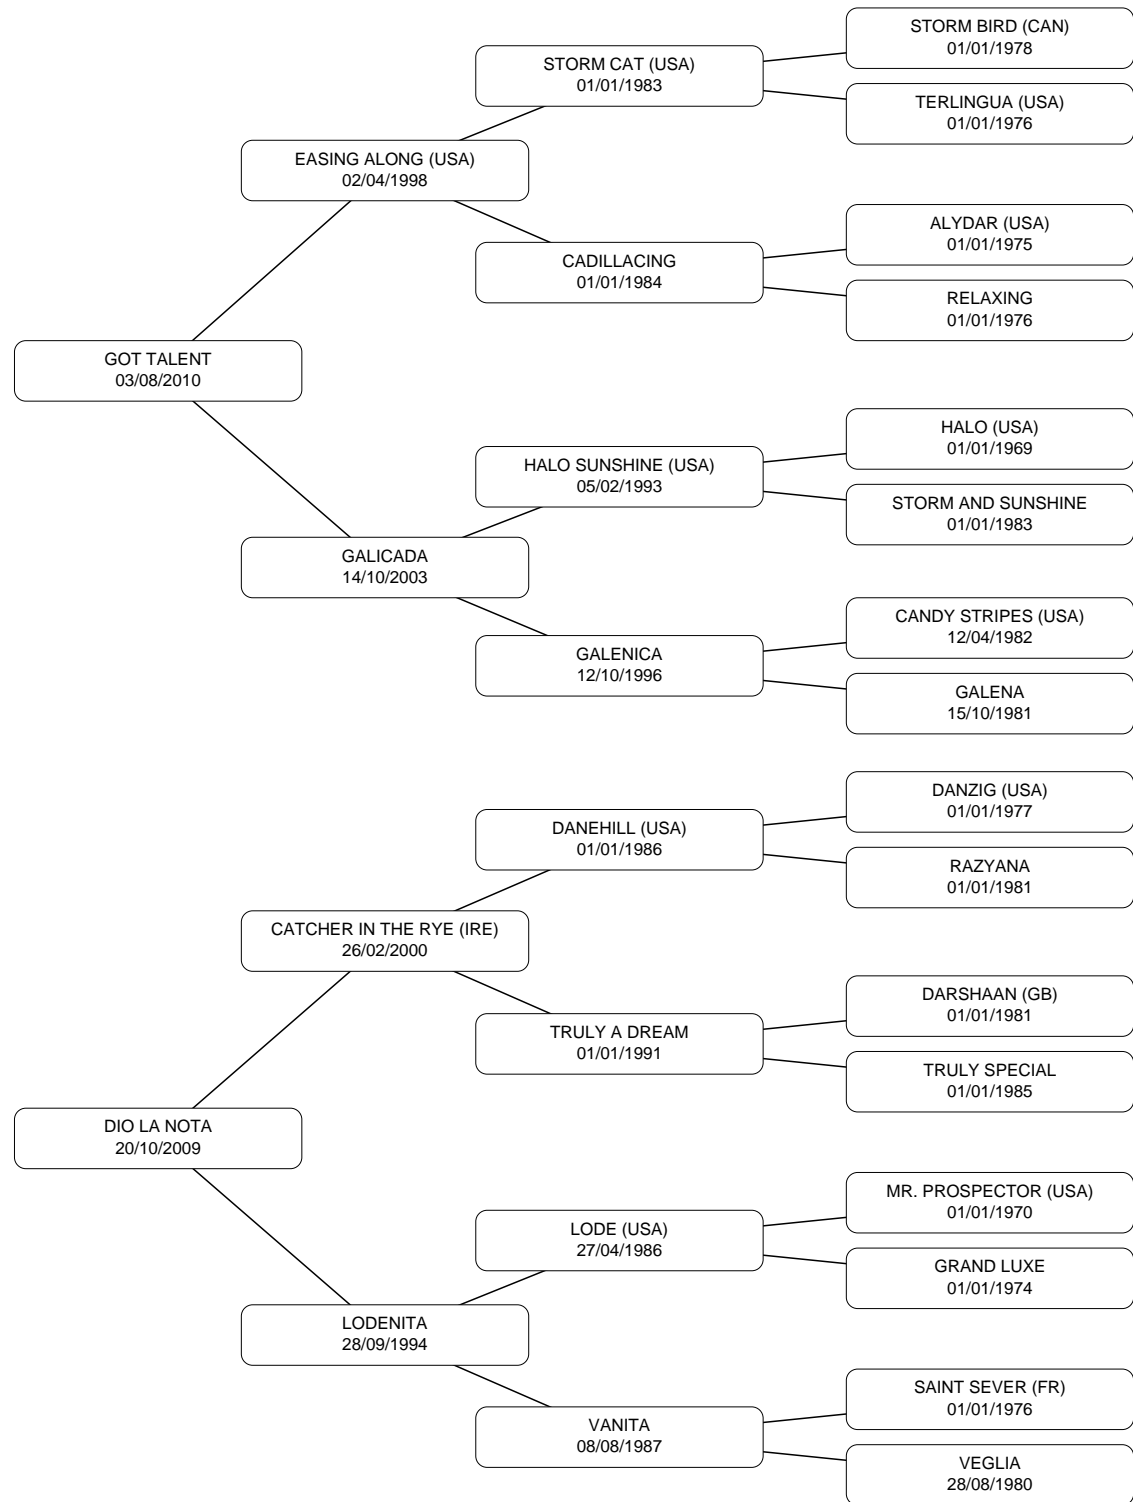 STORM BIRD (CAN)
01/01/1978
STORM CAT (USA)
01/01/1983
TERLINGUA (USA)
01/01/1976
EASING ALONG (USA)
02/04/1998
ALYDAR (USA)
01/01/1975
CADILLACING
01/01/1984
RELAXING
01/01/1976
GOT TALENT
03/08/2010
HALO (USA)
01/01/1969
HALO SUNSHINE (USA)
05/02/1993
STORM AND SUNSHINE
01/01/1983
GALICADA
14/10/2003
CANDY STRIPES (USA)
12/04/1982
GALENICA
12/10/1996
GALENA
15/10/1981
DANZIG (USA)
01/01/1977
DANEHILL (USA)
01/01/1986
RAZYANA
01/01/1981
CATCHER IN THE RYE (IRE)
26/02/2000
DARSHAAN (GB)
01/01/1981
TRULY A DREAM
01/01/1991
TRULY SPECIAL
01/01/1985
DIO LA NOTA
20/10/2009
MR. PROSPECTOR (USA)
01/01/1970
LODE (USA)
27/04/1986
GRAND LUXE
01/01/1974
LODENITA
28/09/1994
SAINT SEVER (FR)
01/01/1976
VANITA
08/08/1987
VEGLIA
28/08/1980